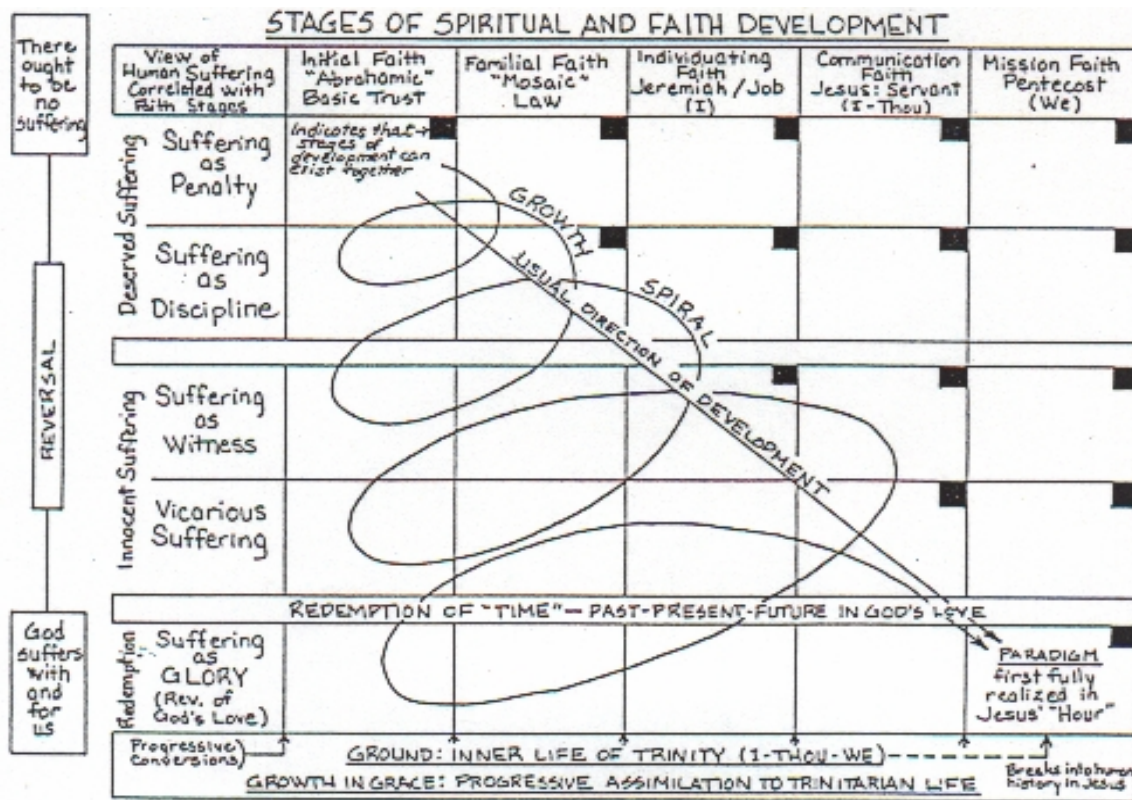 STAGES OF SPIRITUAL AND FAITH DEVELOPMENT
There
ought
to be
no
suffering
REVERSAL
God
suffers
with
and
for
us
View of
Human Suffering
Correlated with
Faith Stages
Initial Faith
"Abrahamic"
Basic Trust
Familial Faith
"Mosaic"
Law
Individuating
Faith
Jeremiah/Job
(I)
Communication
Faith
Jesus: Servant
(I-Thou)
Mission Faith
Pentecost
(We)
Deserved Suffering
Suffering
as
Penalty
Indicates that
stages of
development can
exist together
Suffering
as
Discipline
GROWTH
SPIRAL
USUAL DIRECTION OF DEVELOPMENT
Innocent Suffering
Suffering
as
Witness
Vicarious
Suffering
REDEMPTION OF "TIME" — PAST-PRESENT-FUTURE IN GOD'S LOVE
Redemption
Suffering
as
GLORY
(Rev. of
God's Love)
PARADIGM
first fully
realized in
Jesus' "Hour"
Progressive
Conversions
GROUND: INNER LIFE OF TRINITY (I-THOU-WE)
GROWTH IN GRACE: PROGRESSIVE ASSIMILATION TO TRINITARIAN LIFE
Breaks into human
history in Jesus